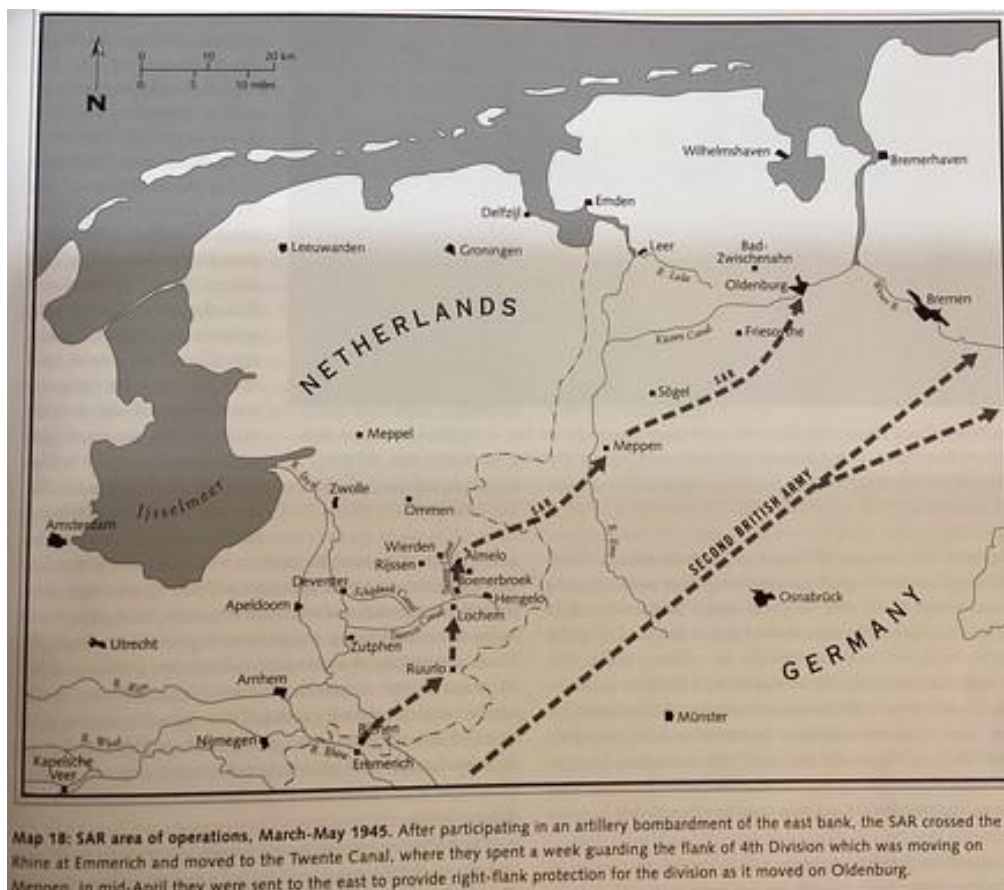 0 10 20 km
0 5 10 miles
N
Wilhelmshaven
Bremerhaven
Emden
Delfzijl
Leeuwarden
Groningen
Leer
Bad-
Zwischenahn
R. Leda
Oldenburg
Bremen
NETHERLANDS
Friesoythe
SAR
Sögel
Meppel
Meppen
IJsselmeer
Zwolle
Ommen
SAR
Amsterdam
Wierden
Almelo
Rijssen
Deventer
Hengelo
Apeldoorn
Lochem
SECOND BRITISH ARMY
Osnabrück
Utrecht
Zutphen
Ruurlo
GERMANY
Arnhem
Münster
Nijmegen
Emmerich
Kapelsche
Veer
Map 18: SAR area of operations, March-May 1945. After participating in an artillery bombardment of the east bank, the SAR crossed the
Rhine at Emmerich and moved to the Twente Canal, where they spent a week guarding the flank of 4th Division which was moving on
Meppen. In mid-April they were sent to the east to provide right-flank protection for the division as it moved on Oldenburg.